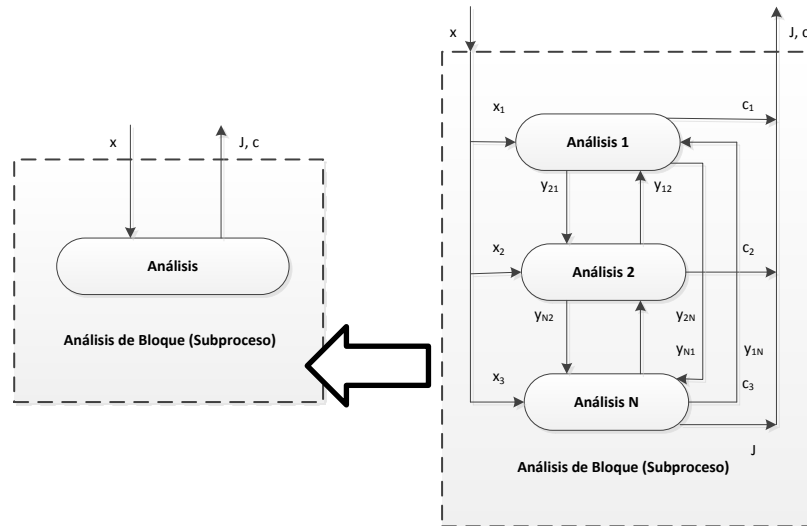 x
J, c
Análisis
Análisis de Bloque (Subproceso)
x
J, c
x₁
c₁
Análisis 1
y₂₁
y₁₂
x₂
c₂
Análisis 2
yₙ₂
y₂ₙ
yₙ₁
y₁ₙ
x₃
c₃
Análisis N
J
Análisis de Bloque (Subproceso)